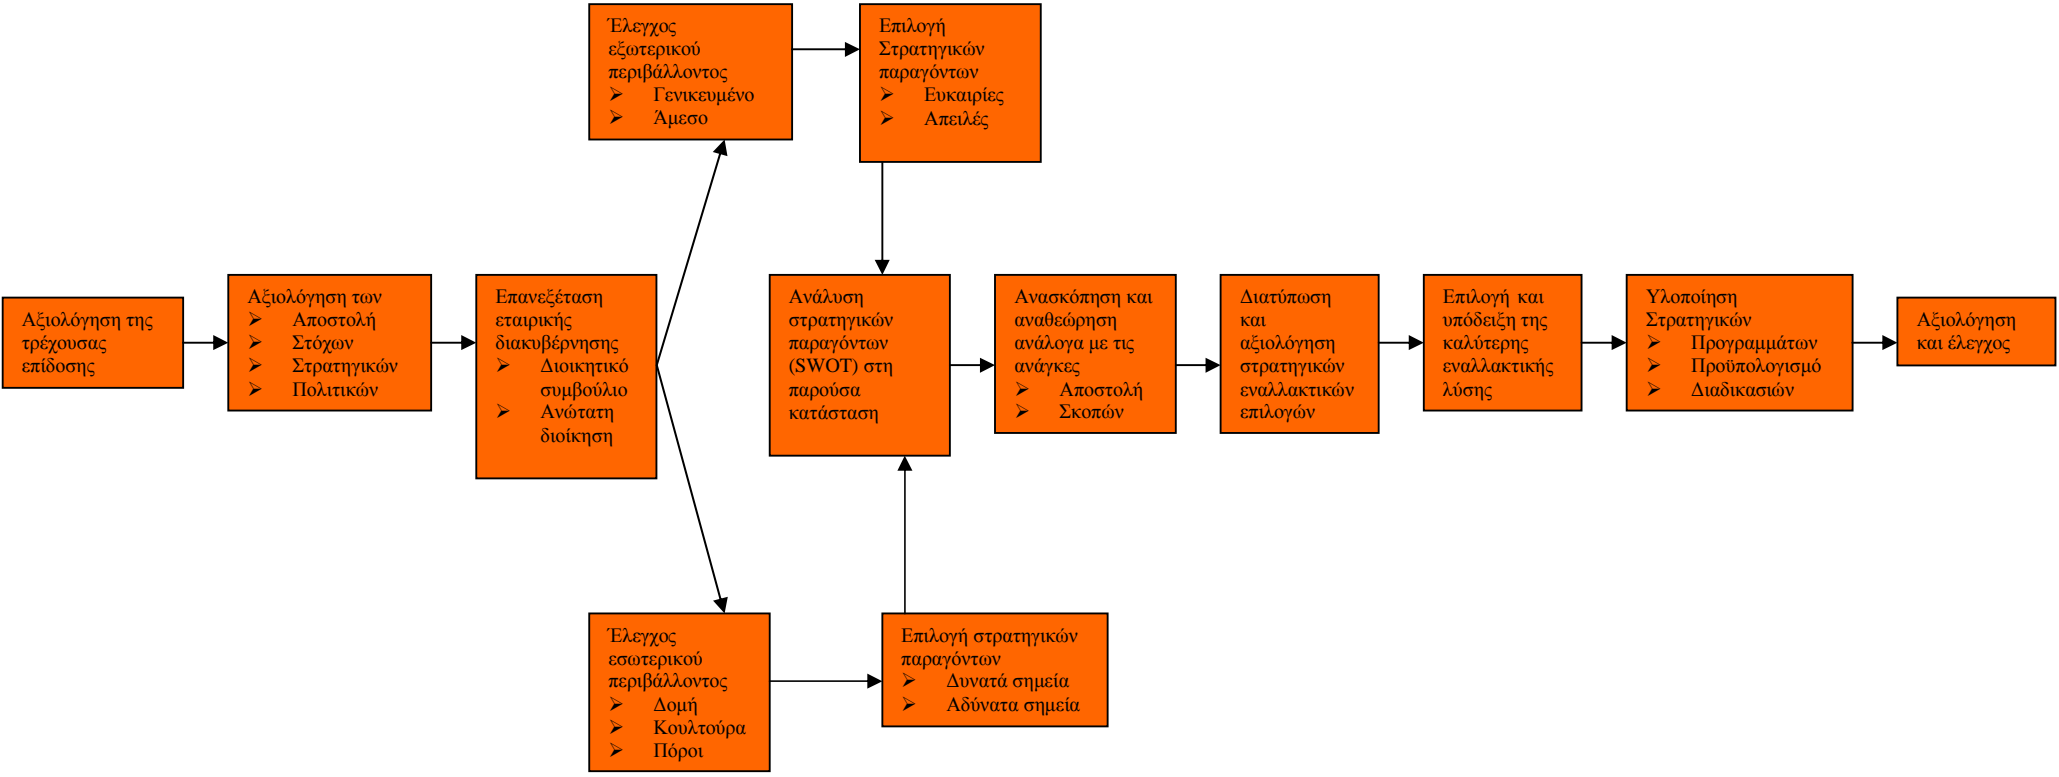 Αξιολόγηση της
τρέχουσας
επίδοσης
Αξιολόγηση των
➢ Αποστολή
➢ Στόχων
➢ Στρατηγικών
➢ Πολιτικών
Επανεξέταση
εταιρικής
διακυβέρνησης
➢ Διοικητικό
συμβούλιο
➢ Ανώτατη
διοίκηση
Έλεγχος
εξωτερικού
περιβάλλοντος
➢ Γενικευμένο
➢ Άμεσο
Επιλογή
Στρατηγικών
παραγόντων
➢ Ευκαιρίες
➢ Απειλές
Έλεγχος
εσωτερικού
περιβάλλοντος
➢ Δομή
➢ Κουλτούρα
➢ Πόροι
Επιλογή στρατηγικών
παραγόντων
➢ Δυνατά σημεία
➢ Αδύνατα σημεία
Ανάλυση
στρατηγικών
παραγόντων
(SWOT) στη
παρούσα
κατάσταση
Ανασκόπηση και
αναθεώρηση
ανάλογα με τις
ανάγκες
➢ Αποστολή
➢ Σκοπών
Διατύπωση
και
αξιολόγηση
στρατηγικών
εναλλακτικών
επιλογών
Επιλογή και
υπόδειξη της
καλύτερης
εναλλακτικής
λύσης
Υλοποίηση
Στρατηγικών
➢ Προγραμμάτων
➢ Προϋπολογισμό
➢ Διαδικασιών
Αξιολόγηση
και έλεγχος